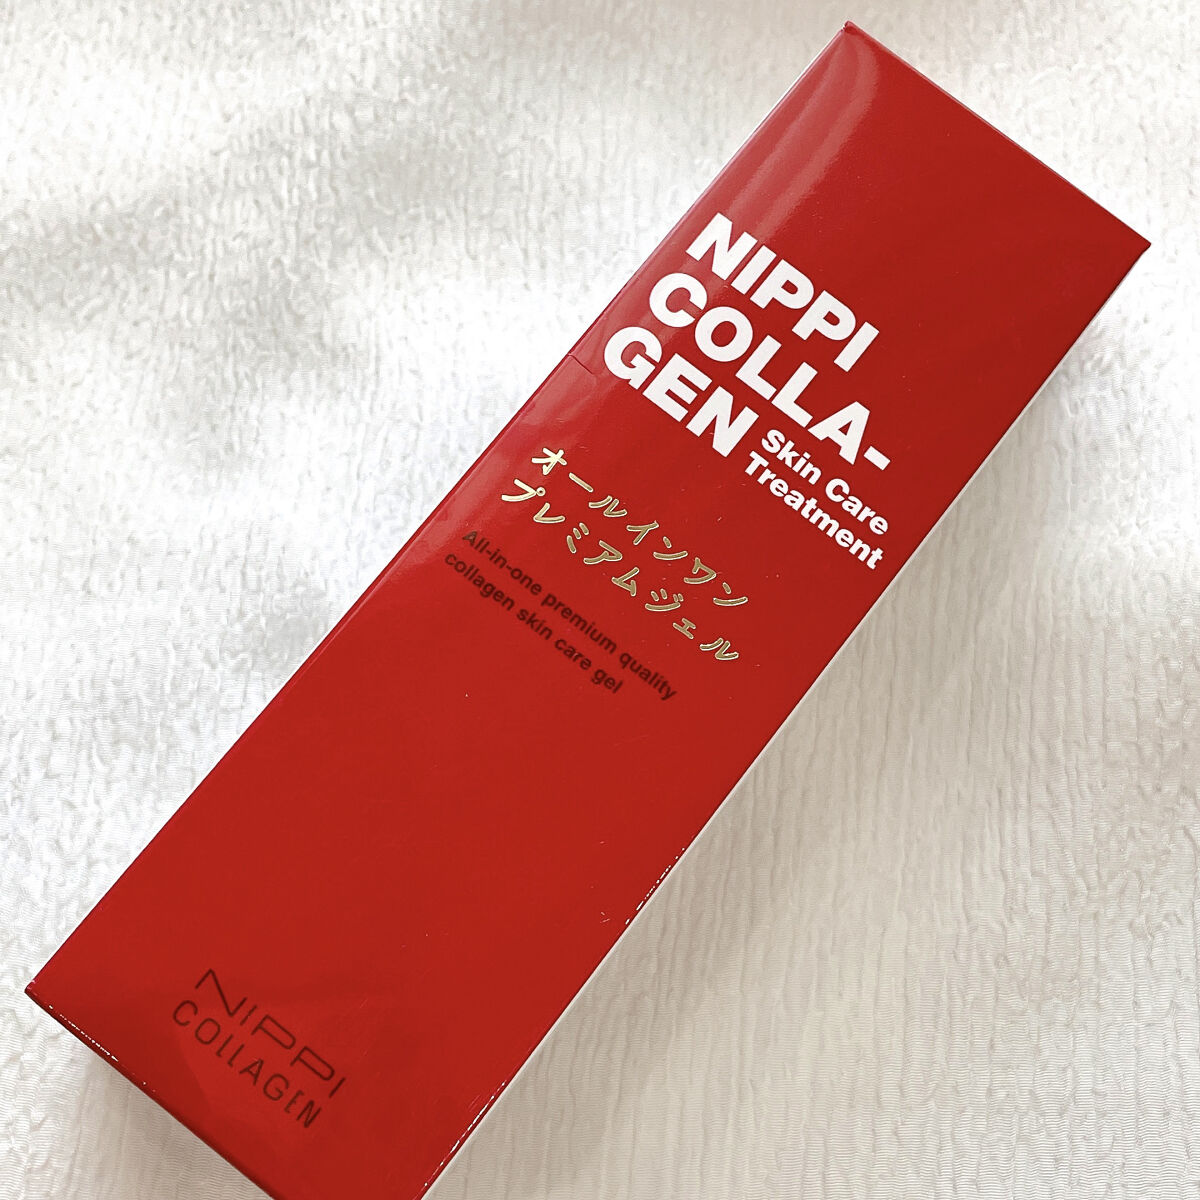 NIPPI
COLLA-
GEN
Skin Care
Treatment
オールインワン
プレミアムジェル
All-in-one premium quality
collagen skin care gel
NIPPI
COLLAGEN